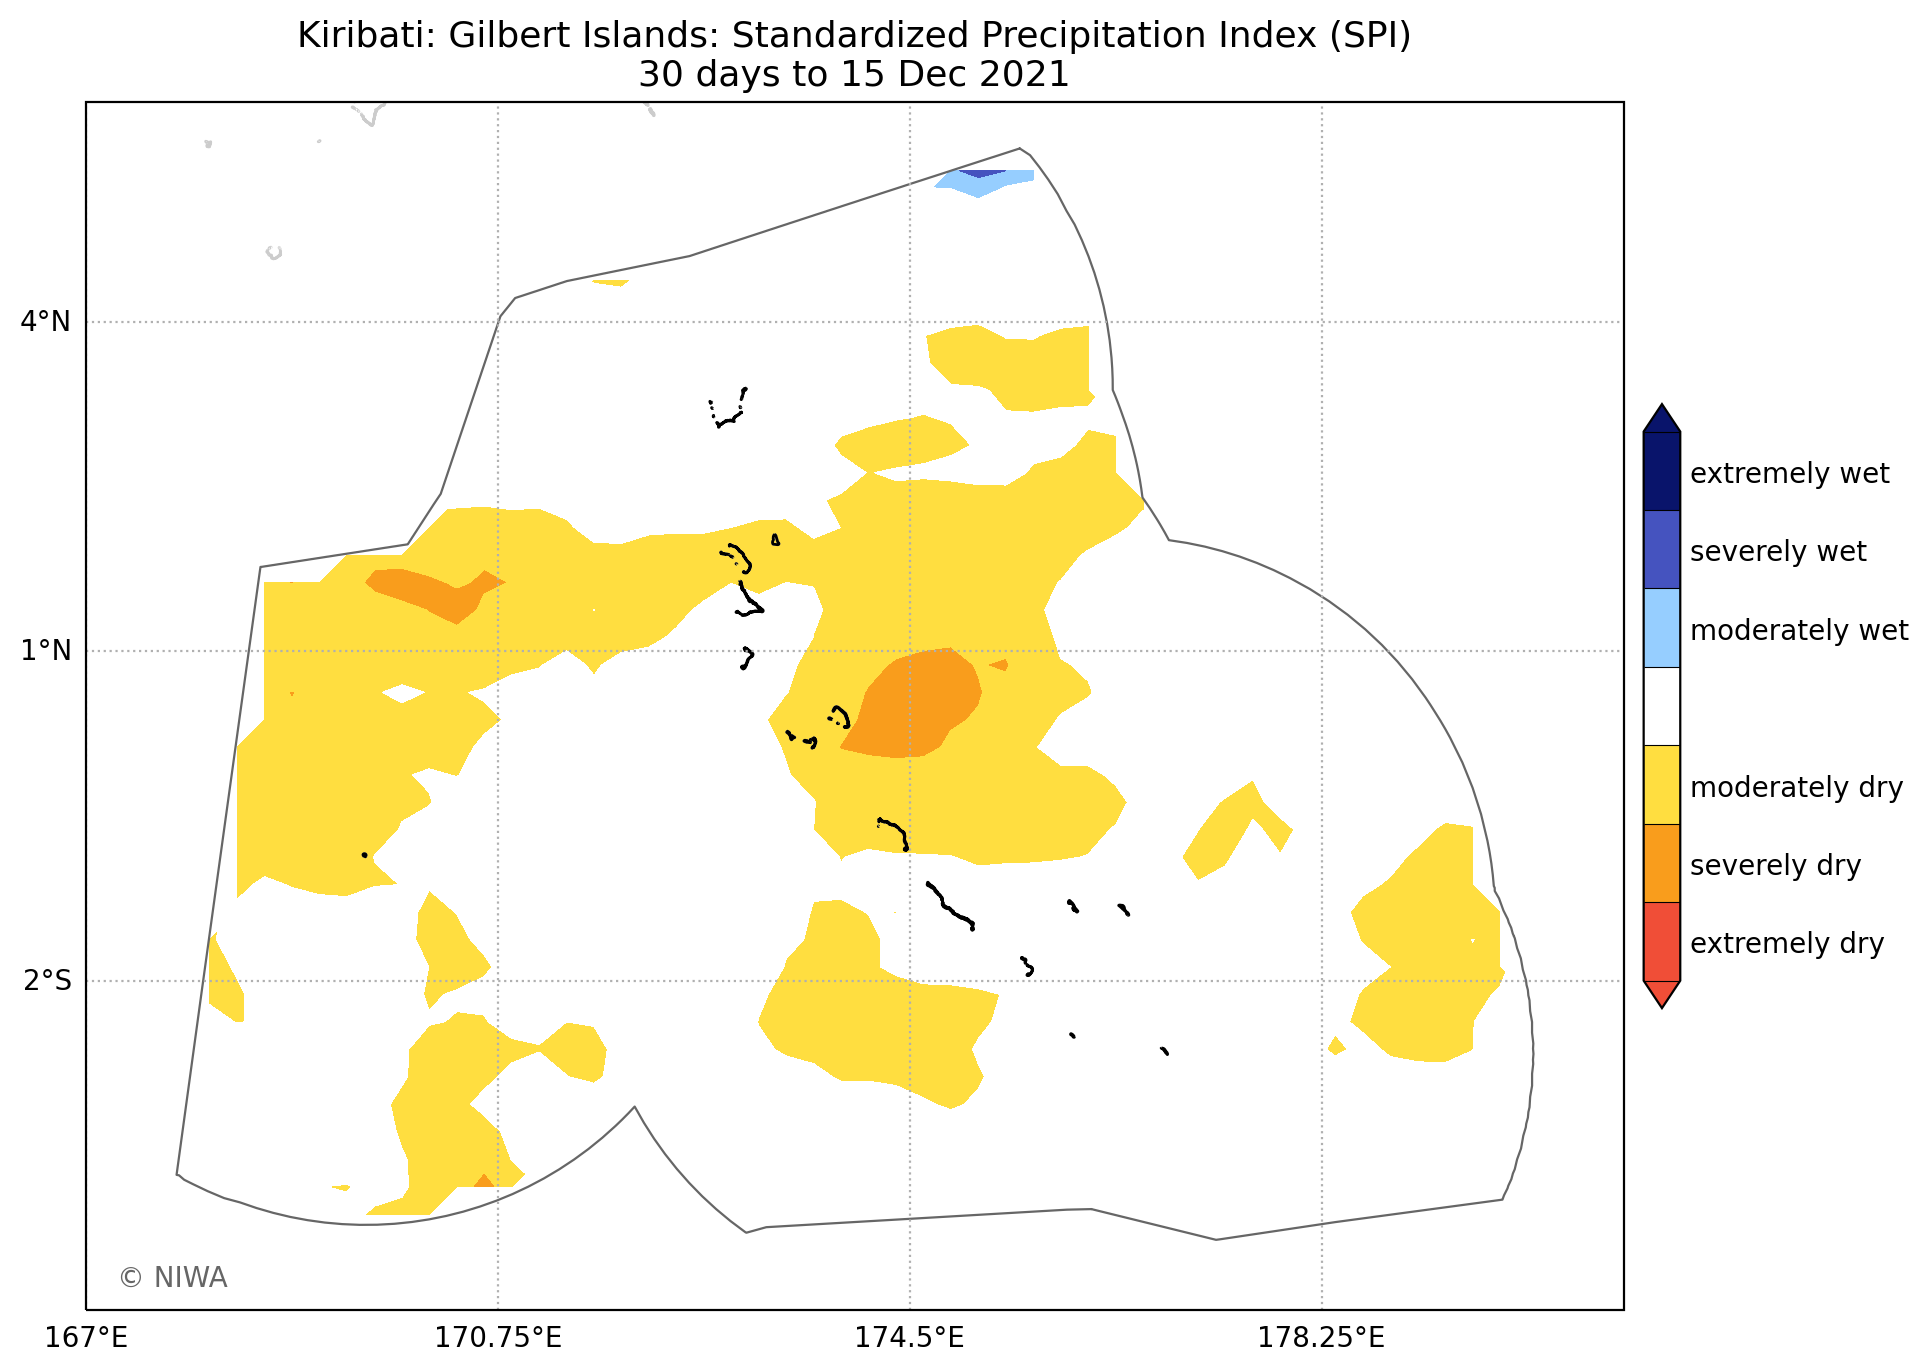 Kiribati: Gilbert Islands: Standardized Precipitation Index (SPI)
30 days to 15 Dec 2021
4°N
1°N
2°S
167°E
170.75°E
174.5°E
178.25°E
extremely wet
severely wet
moderately wet
moderately dry
severely dry
extremely dry
© NIWA